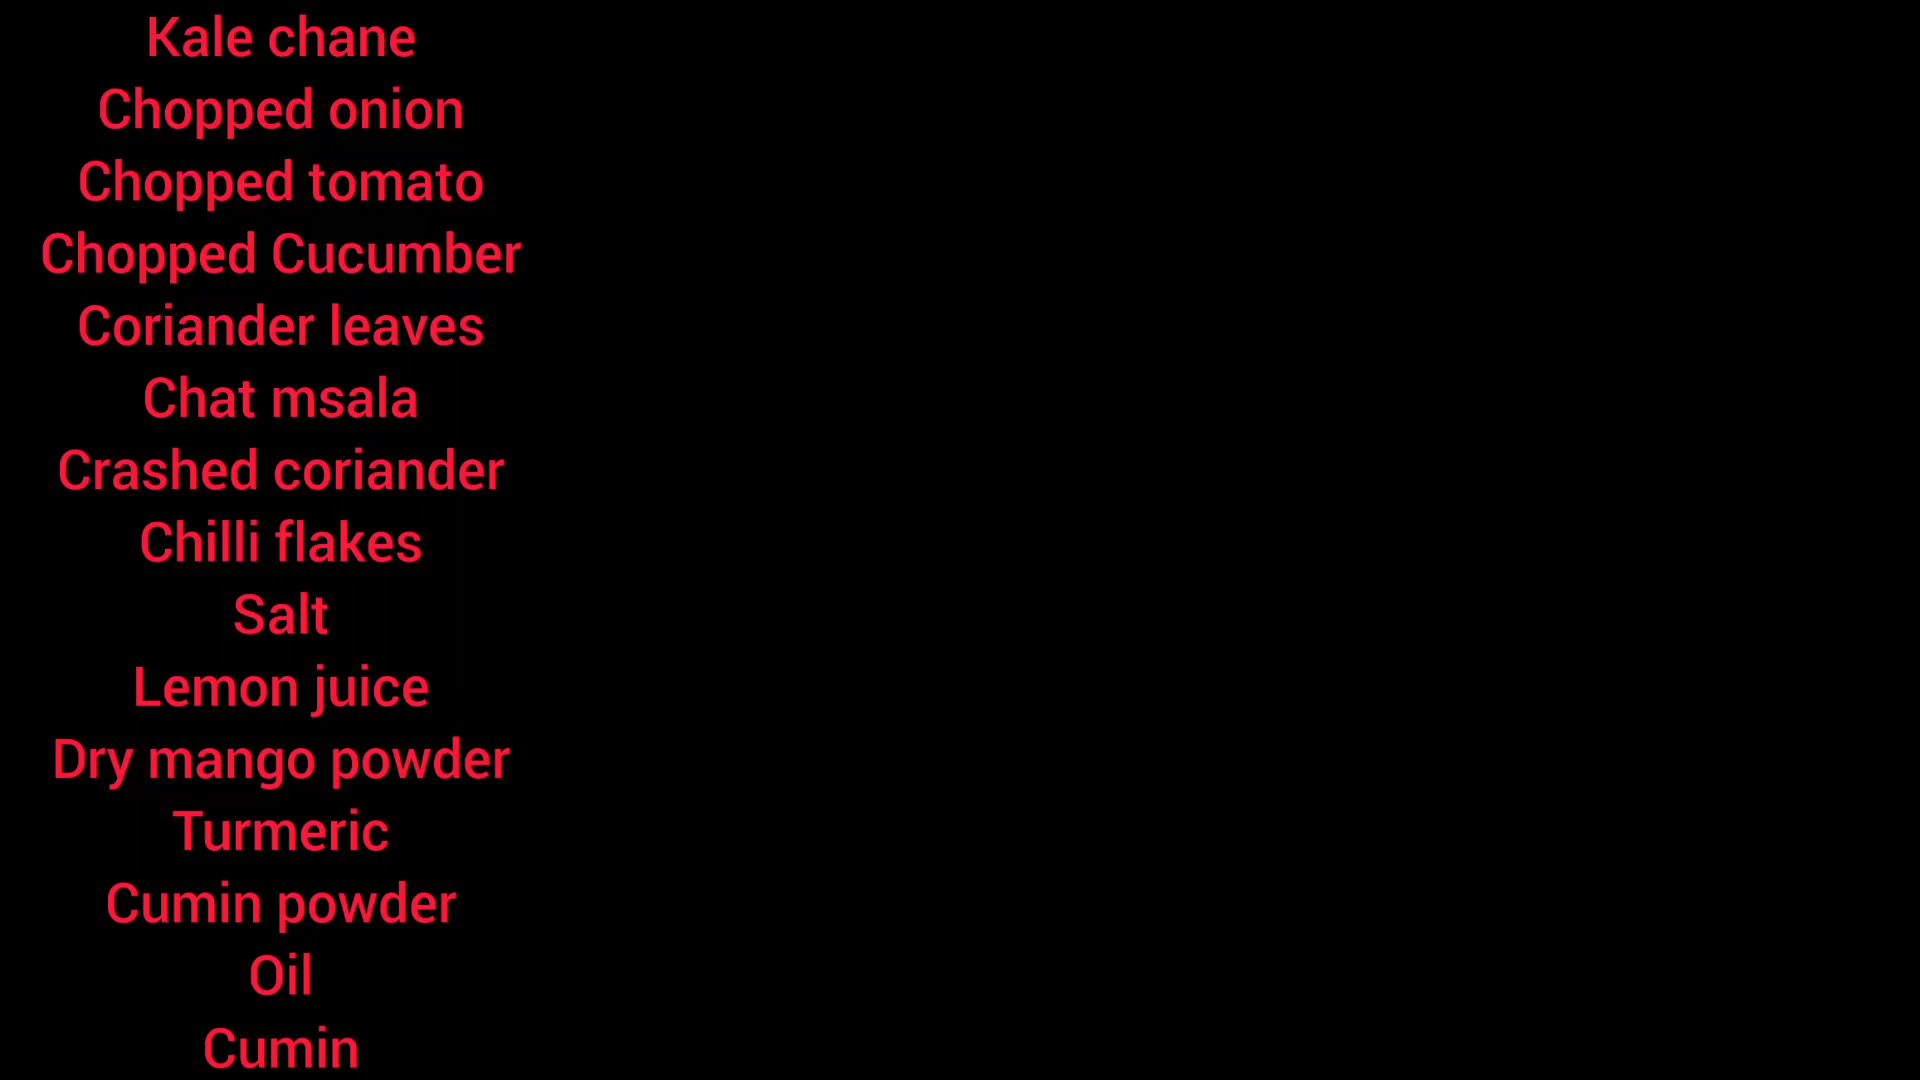 Kale chane
Chopped onion
Chopped tomato
Chopped Cucumber
Coriander leaves
Chat msala
Crashed coriander
Chilli flakes
Salt
Lemon juice
Dry mango powder
Turmeric
Cumin powder
Oil
Cumin